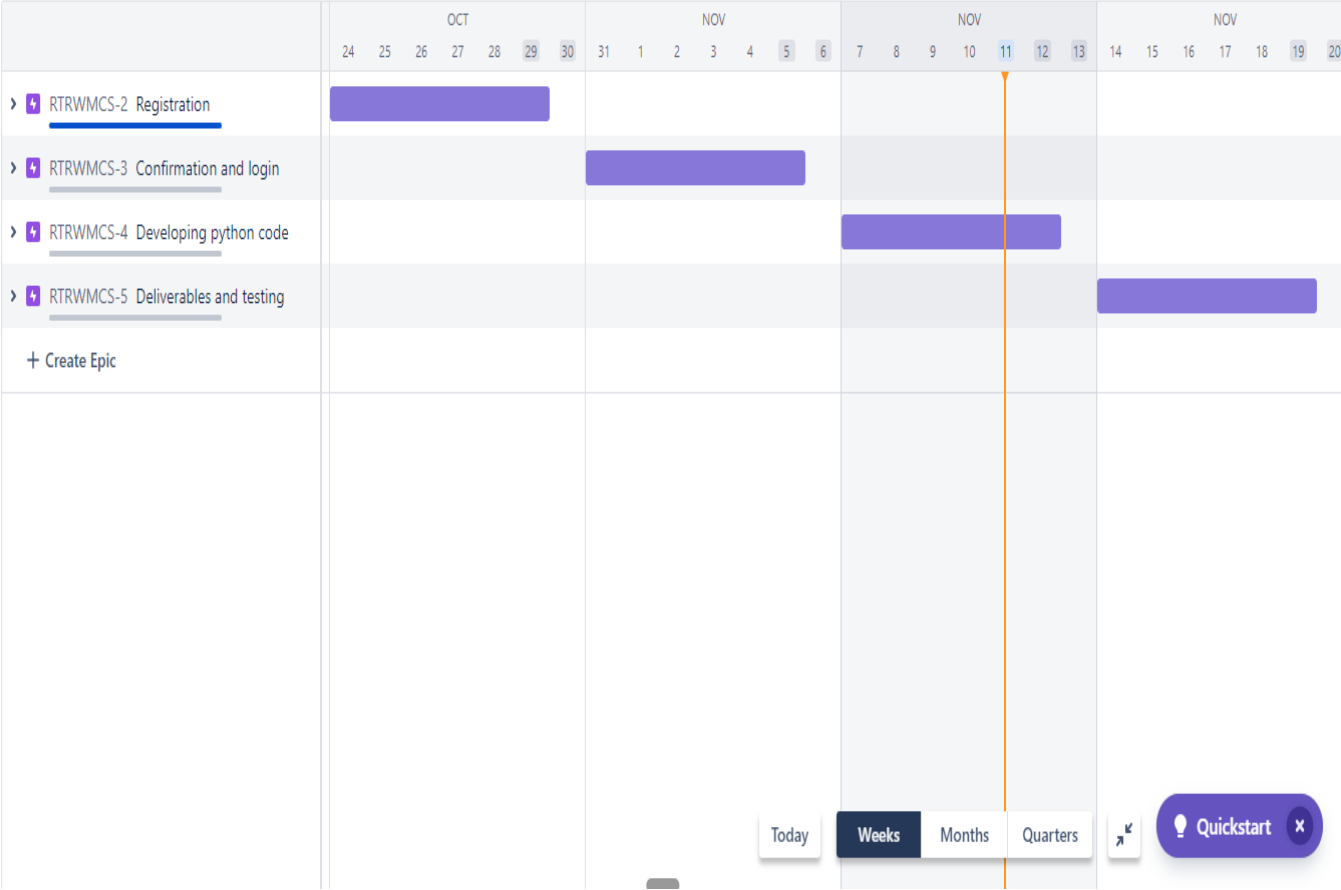 OCT NOV NOV NOV
24 25 26 27 28 29 30 31 1 2 3 4 5 6 7 8 9 10 11 12 13 14 15 16 17 18 19 20
RTRWMCS-2 Registration
RTRWMCS-3 Confirmation and login
RTRWMCS-4 Developing python code
RTRWMCS-5 Deliverables and testing
+ Create Epic
Today Weeks Months Quarters Quickstart